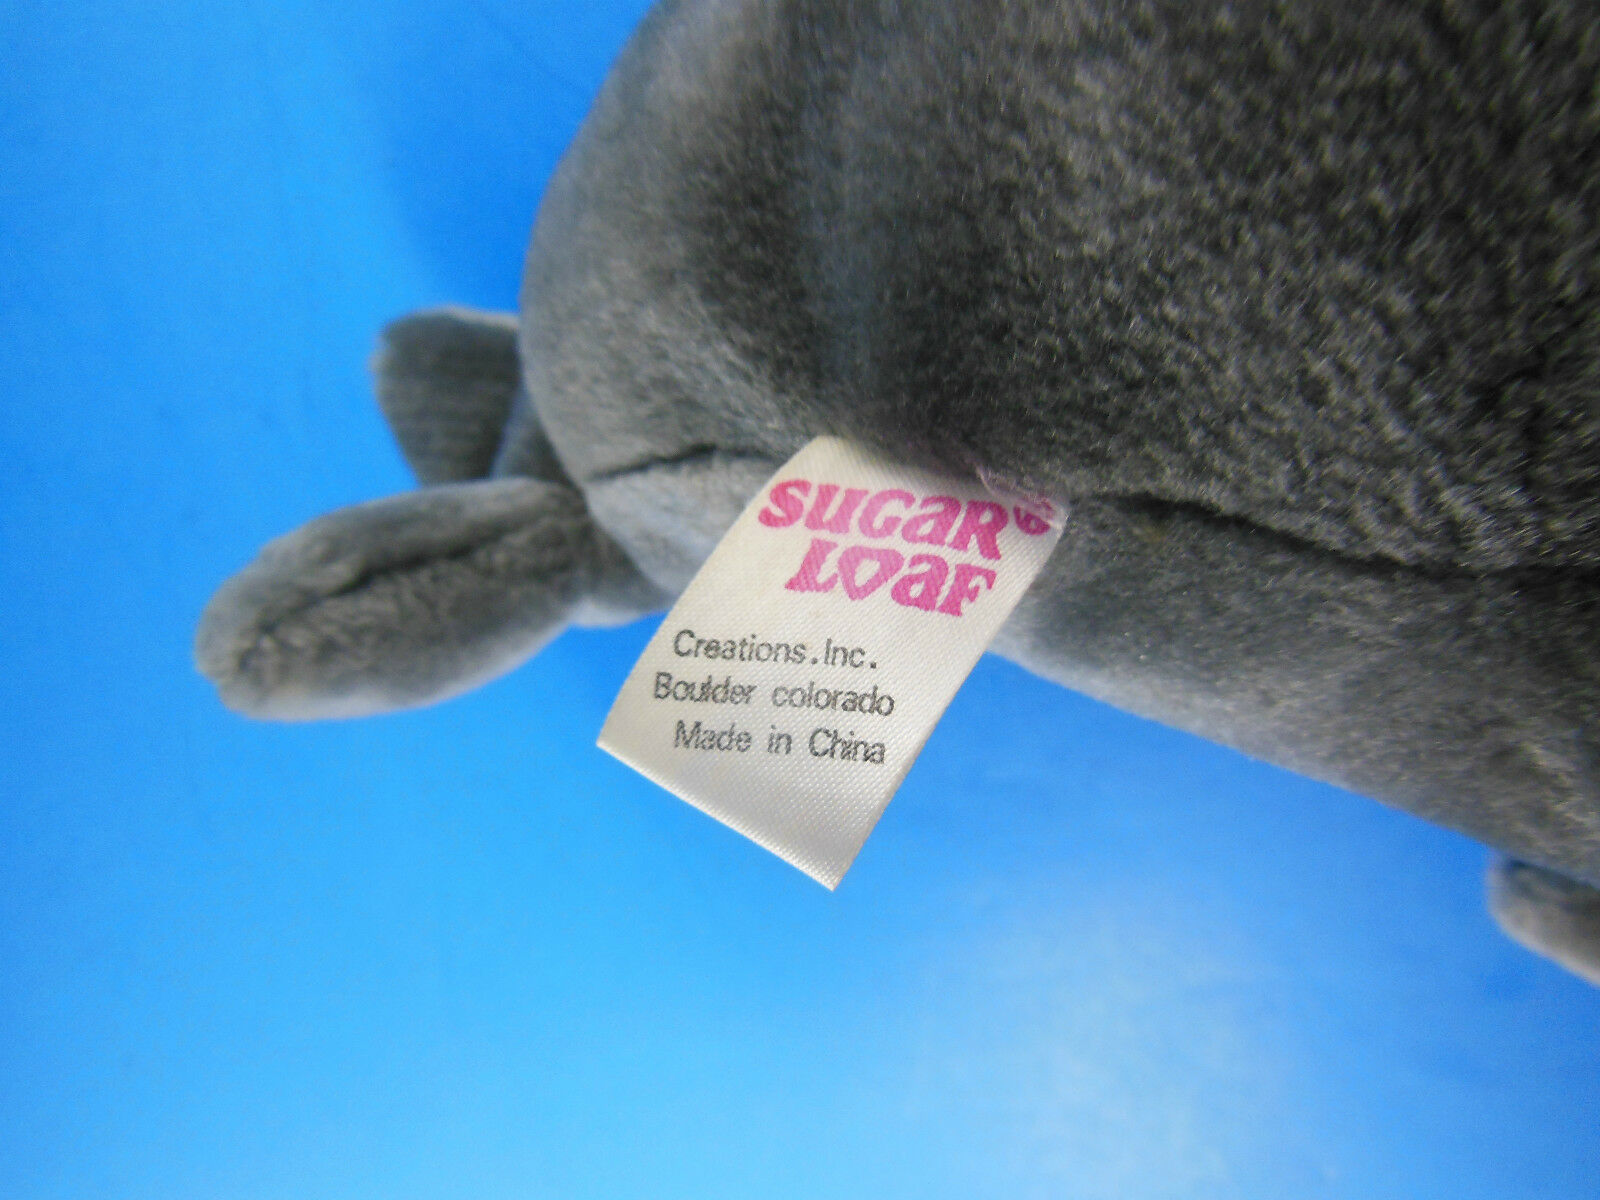 SUGAR®
LOAF
Creations.Inc.
Boulder colorado
Made in China